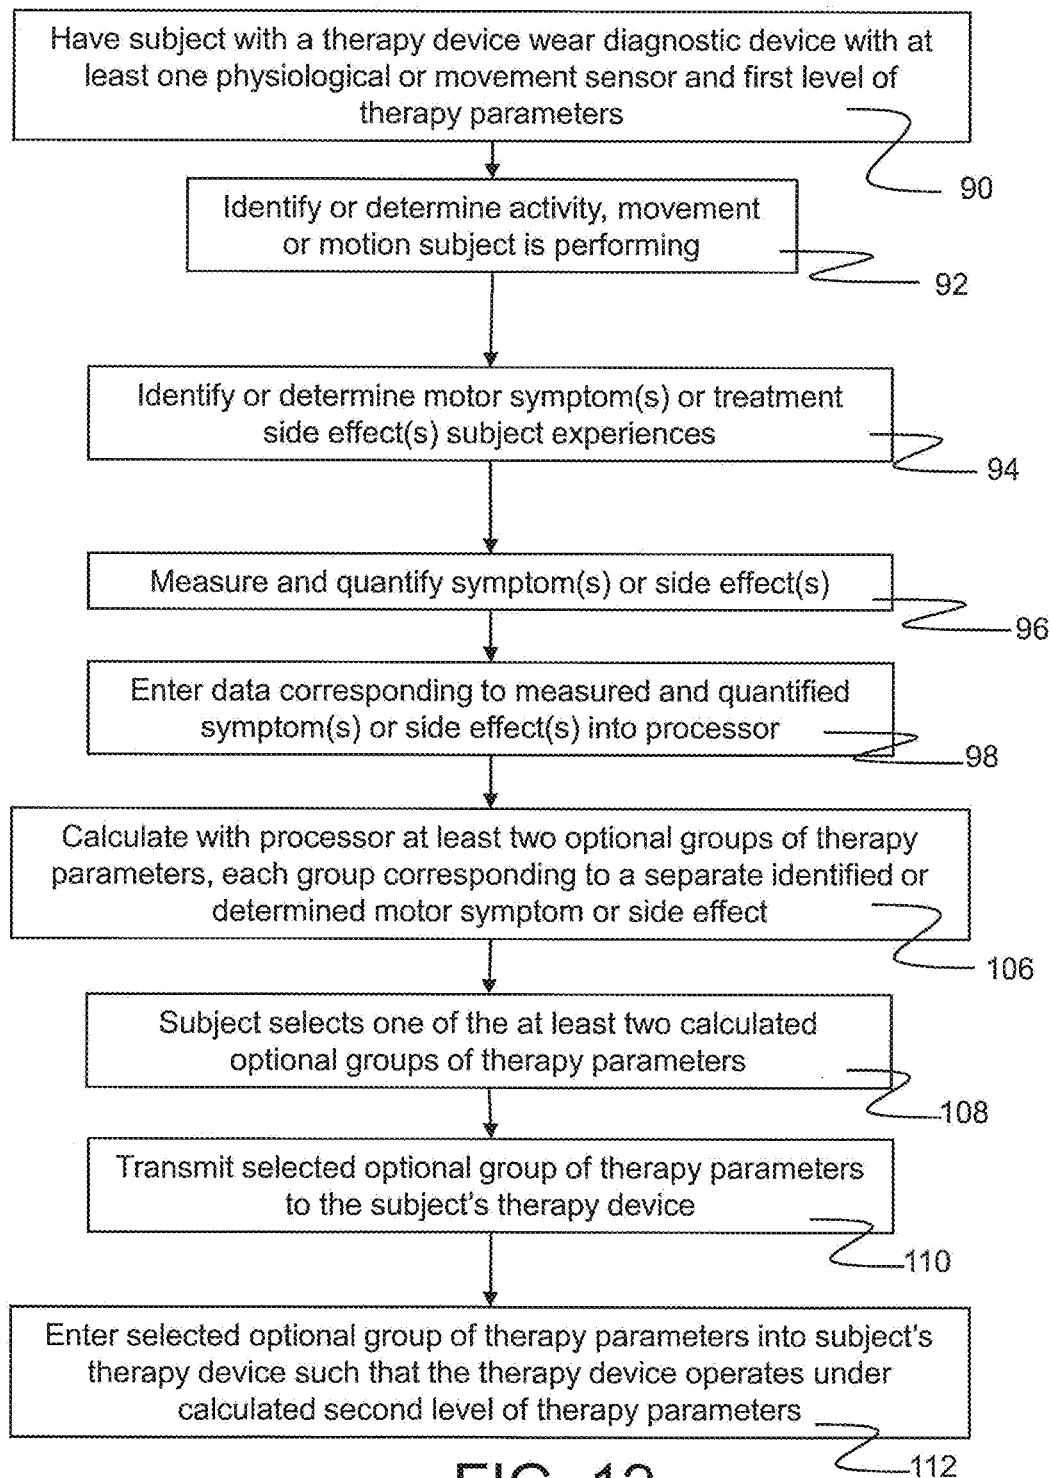 Have subject with a therapy device wear diagnostic device with at
least one physiological or movement sensor and first level of
therapy parameters
90
Identify or determine activity, movement
or motion subject is performing
92
Identify or determine motor symptom(s) or treatment
side effect(s) subject experiences
94
Measure and quantify symptom(s) or side effect(s)
96
Enter data corresponding to measured and quantified
symptom(s) or side effect(s) into processor
98
Calculate with processor at least two optional groups of therapy
parameters, each group corresponding to a separate identified or
determined motor symptom or side effect
106
Subject selects one of the at least two calculated
optional groups of therapy parameters
108
Transmit selected optional group of therapy parameters
to the subject's therapy device
110
Enter selected optional group of therapy parameters into subject's
therapy device such that the therapy device operates under
calculated second level of therapy parameters
112
FIG.